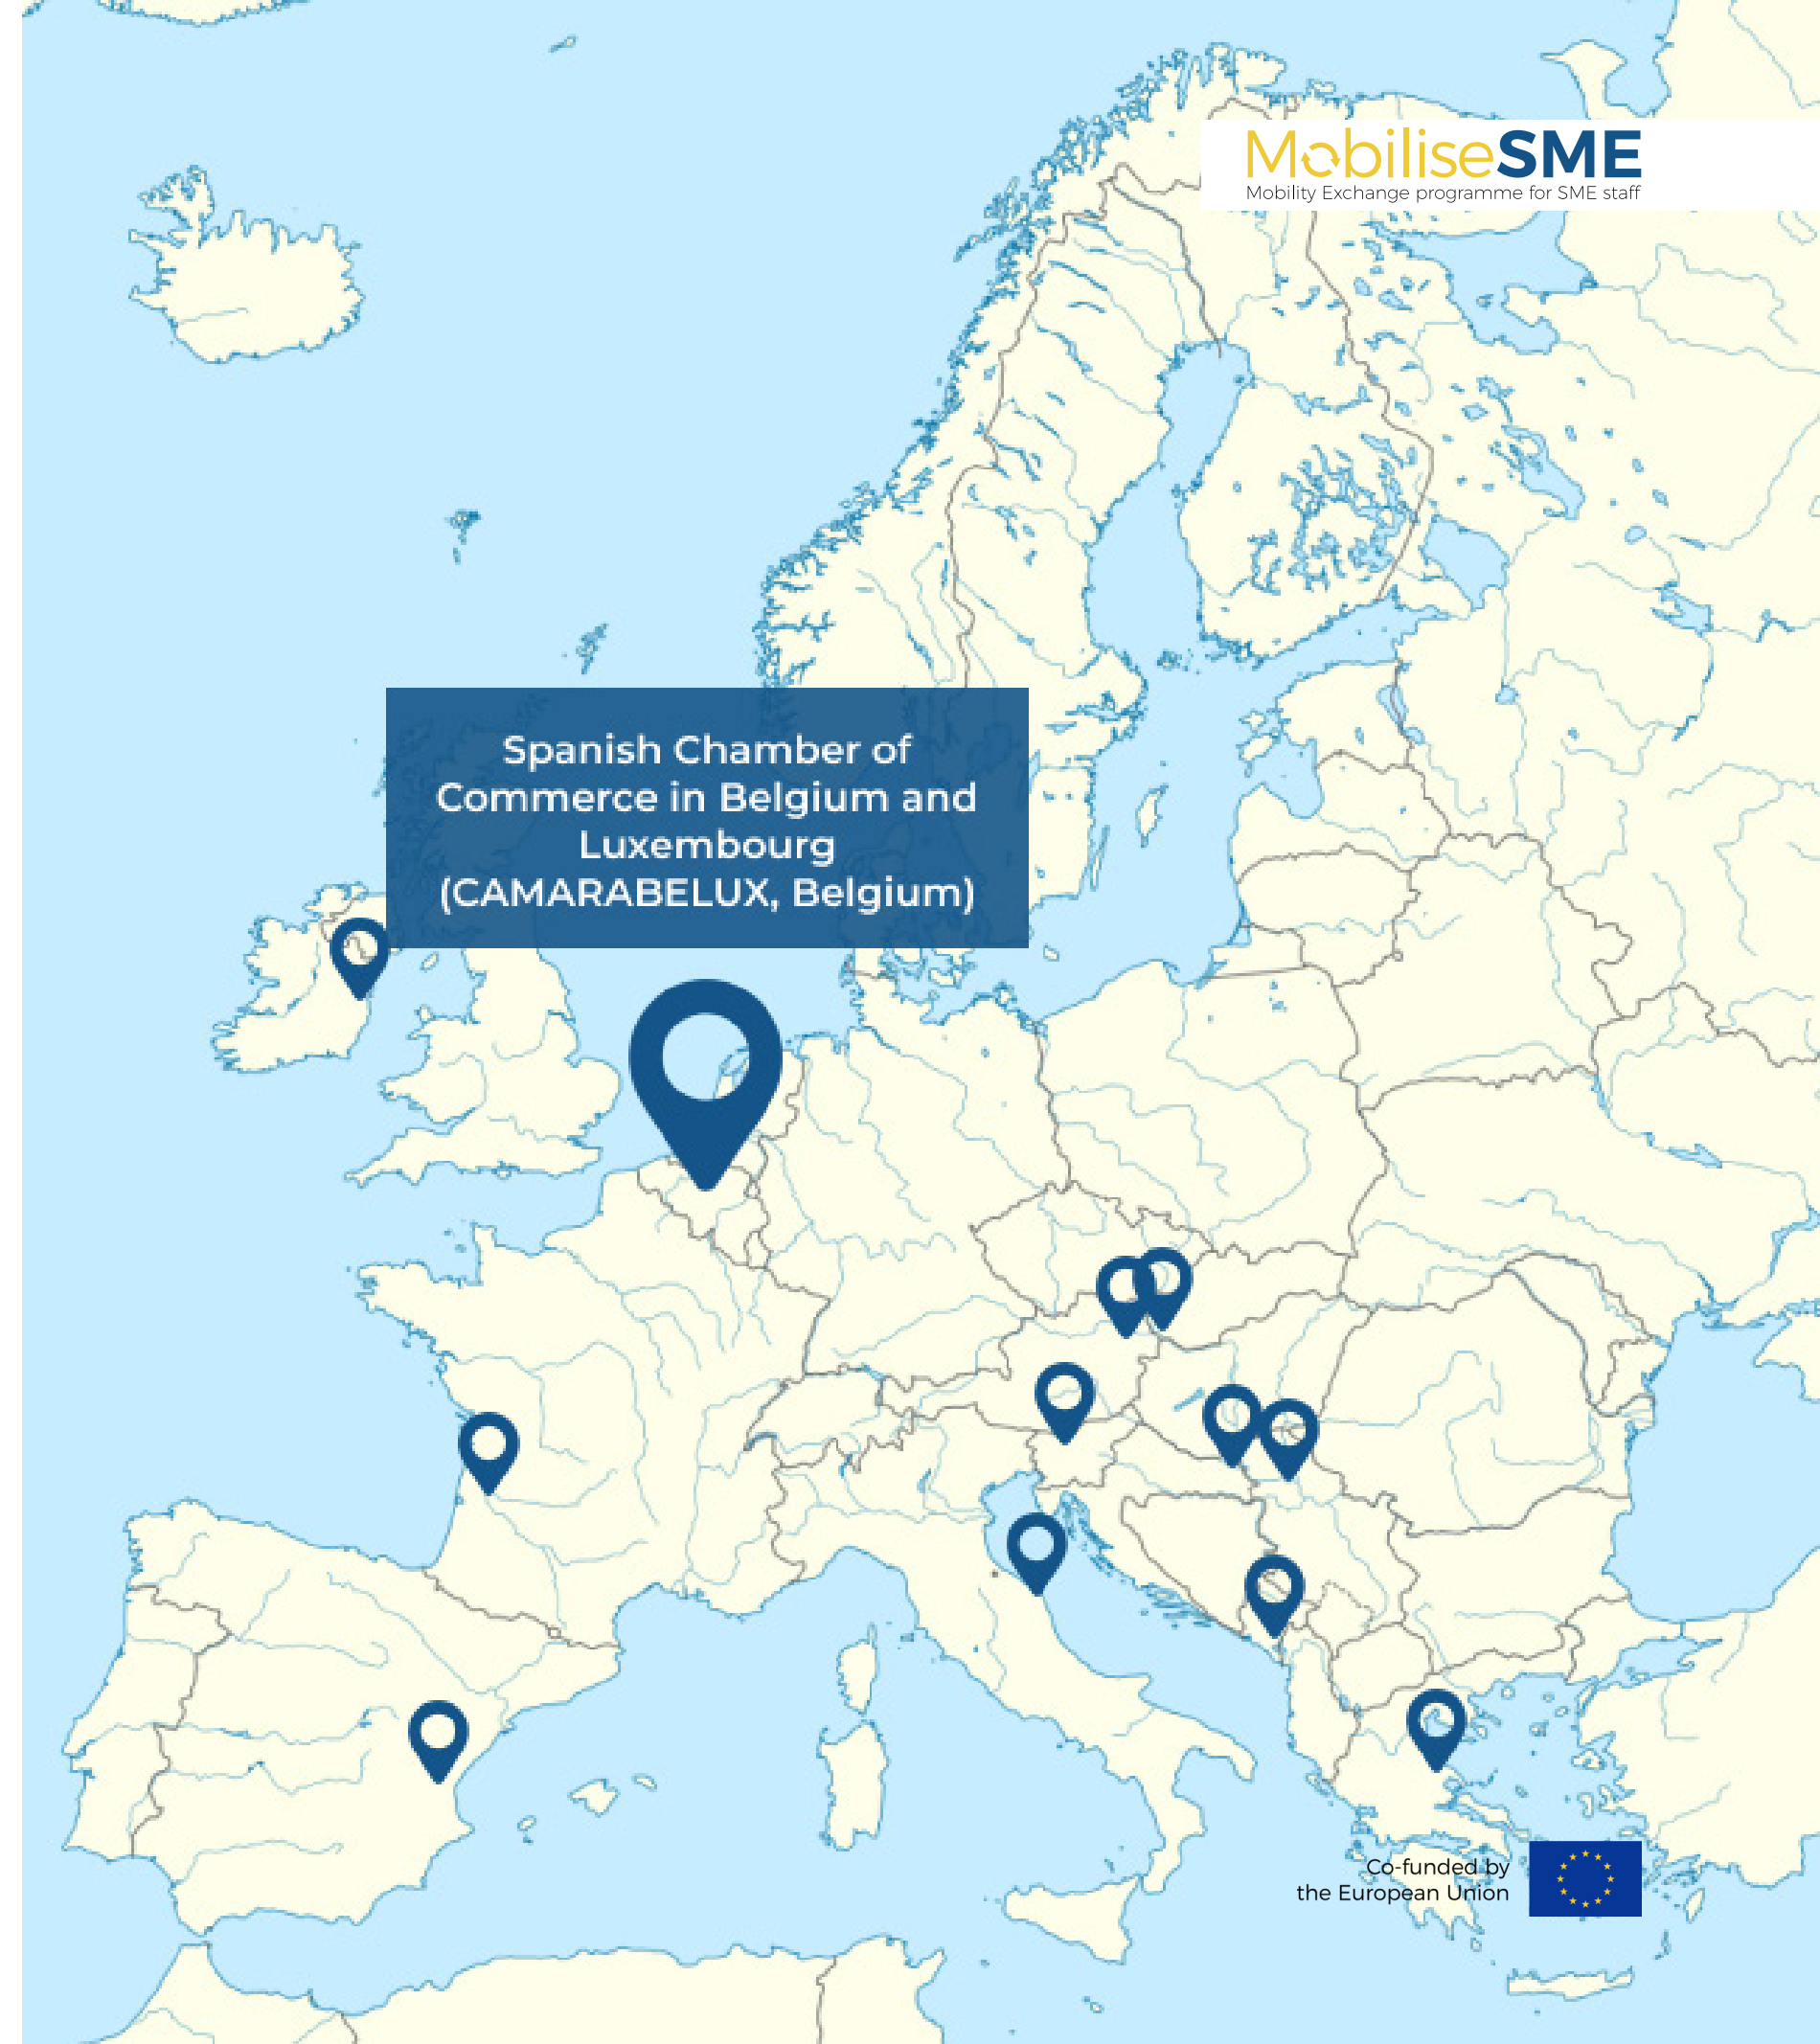 MobiliseSME
Mobility Exchange programme for SME staff
Spanish Chamber of
Commerce in Belgium and
Luxembourg
(CAMARABELUX, Belgium)
Co-funded by
the European Union